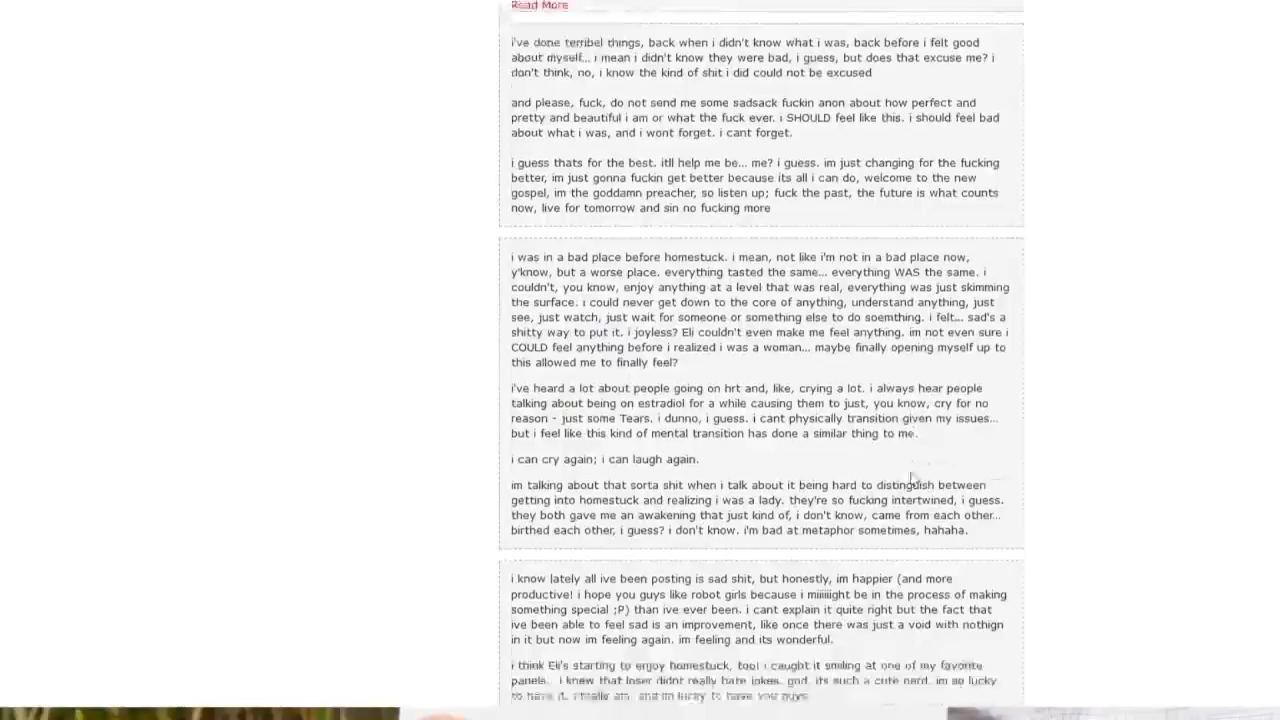 Read More
i've done terribel things, back when i didn't know what i was, back before i felt good
about myself... i mean i didn't know they were bad, i guess, but does that excuse me? i
don't think, no, i know the kind of shit i did could not be excused
and please, fuck, do not send me some sadsack fuckin anon about how perfect and
pretty and beautiful i am or what the fuck ever. i SHOULD feel like this. i should feel bad
about what i was, and i wont forget. i cant forget.
i guess thats for the best. itll help me be... me? i guess. im just changing for the fucking
better, im just gonna fuckin get better because its all i can do, welcome to the new
gospel, im the goddamn preacher, so listen up; fuck the past, the future is what counts
now, live for tomorrow and sin no fucking more
i was in a bad place before homestuck. i mean, not like i'm not in a bad place now,
y'know, but a worse place. everything tasted the same... everything WAS the same. i
couldn't, you know, enjoy anything at a level that was real, everything was just skimming
the surface. i could never get down to the core of anything, understand anything, just
see, just watch, just wait for someone or something else to do soemthing. i felt... sad's a
shitty way to put it. i joyless? Eli couldn't even make me feel anything. im not even sure i
COULD feel anything before i realized i was a woman... maybe finally opening myself up to
this allowed me to finally feel?
i've heard a lot about people going on hrt and, like, crying a lot. i always hear people
talking about being on estradiol for a while causing them to just, you know, cry for no
reason - just some Tears. i dunno, i guess. i cant physically transition given my issues...
but i feel like this kind of mental transition has done a similar thing to me.
i can cry again; i can laugh again.
im talking about that sorta shit when i talk about it being hard to distinguish between
getting into homestuck and realizing i was a lady. they're so fucking intertwined, i guess.
they both gave me an awakening that just kind of, i don't know, came from each other...
birthed each other, i guess? i don't know. i'm bad at metaphor sometimes, hahaha.
i know lately all ive been posting is sad shit, but honestly, im happier (and more
productive! i hope you guys like robot girls because i miiiiiight be in the process of making
something special ;P) than ive ever been. i cant explain it quite right but the fact that
ive been able to feel sad is an improvement, like once there was just a void with nothign
in it but now im feeling again. im feeling and its wonderful.
i think Eli's starting to enjoy homestuck, too! i caught it smiling at one of my favorite
panels. i knew that loser didnt really hate jokes. god. its such a cute nerd. im so lucky
to have it. i really am. and im lucky to have you guys